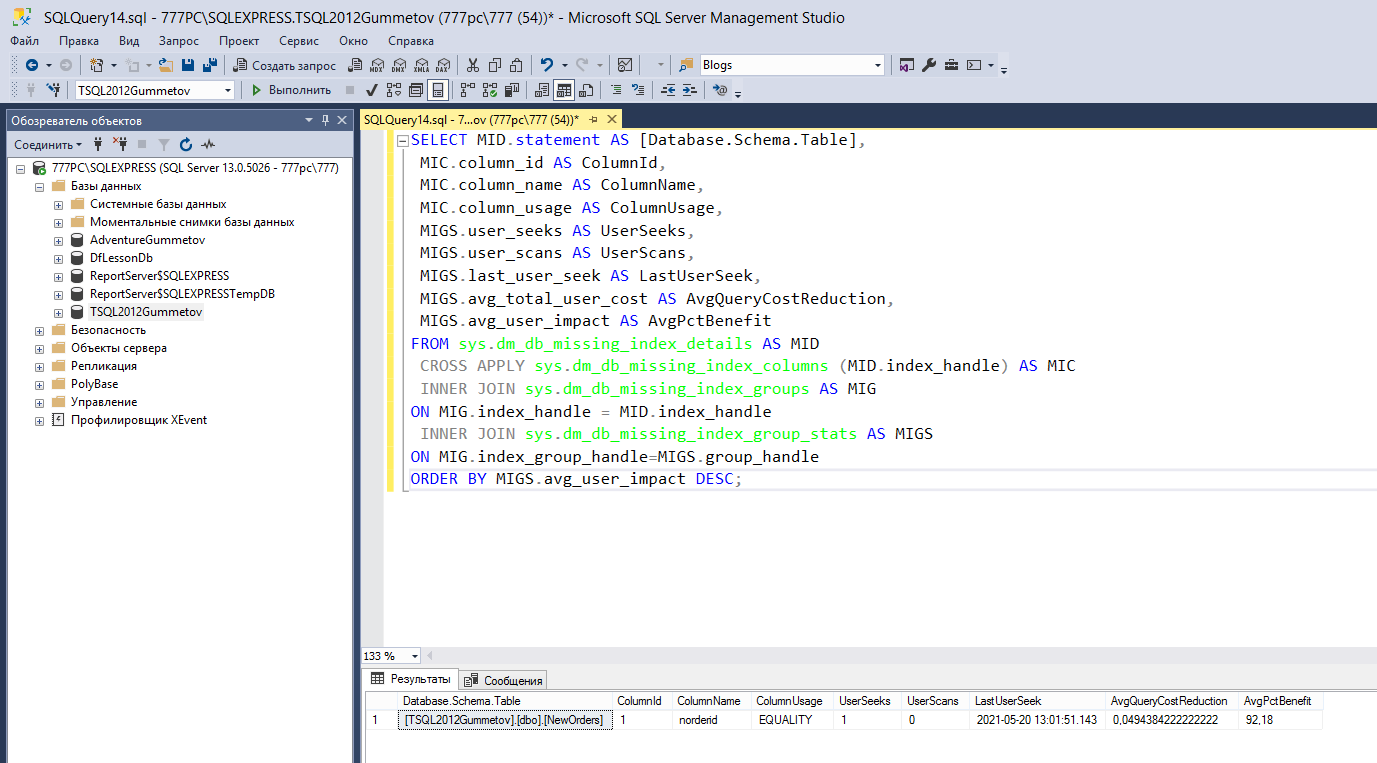 SQLQuery14.sql - 777PC\SQLEXPRESS.TSQL2012Gummetov (777pc\777 (54))* - Microsoft SQL Server Management Studio
Файл Правка Вид Запрос Проект Сервис Окно Справка
Создать запрос MDX DMX XMLA DAX Blogs
TSQL2012Gummetov Выполнить
Обозреватель объектов
Соединить
777PC\SQLEXPRESS (SQL Server 13.0.5026 - 777pc\777)
Базы данных
Системные базы данных
Моментальные снимки базы данных
AdventureGummetov
DfLessonDb
ReportServer$SQLEXPRESS
ReportServer$SQLEXPRESSTempDB
TSQL2012Gummetov
Безопасность
Объекты сервера
Репликация
PolyBase
Управление
Профилировщик XEvent
SQLQuery14.sql - 7...ov (777pc\777 (54))*
SELECT MID.statement AS [Database.Schema.Table],
MIC.column_id AS ColumnId,
MIC.column_name AS ColumnName,
MIC.column_usage AS ColumnUsage,
MIGS.user_seeks AS UserSeeks,
MIGS.user_scans AS UserScans,
MIGS.last_user_seek AS LastUserSeek,
MIGS.avg_total_user_cost AS AvgQueryCostReduction,
MIGS.avg_user_impact AS AvgPctBenefit
FROM sys.dm_db_missing_index_details AS MID
CROSS APPLY sys.dm_db_missing_index_columns (MID.index_handle) AS MIC
INNER JOIN sys.dm_db_missing_index_groups AS MIG
ON MIG.index_handle = MID.index_handle
INNER JOIN sys.dm_db_missing_index_group_stats AS MIGS
ON MIG.index_group_handle=MIGS.group_handle
ORDER BY MIGS.avg_user_impact DESC;
133 %
Результаты Сообщения
Database.Schema.Table ColumnId ColumnName ColumnUsage UserSeeks UserScans LastUserSeek AvgQueryCostReduction AvgPctBenefit
1 [TSQL2012Gummetov].[dbo].[NewOrders] 1 norderid EQUALITY 1 0 2021-05-20 13:01:51.143 0,0494384222222222 92,18